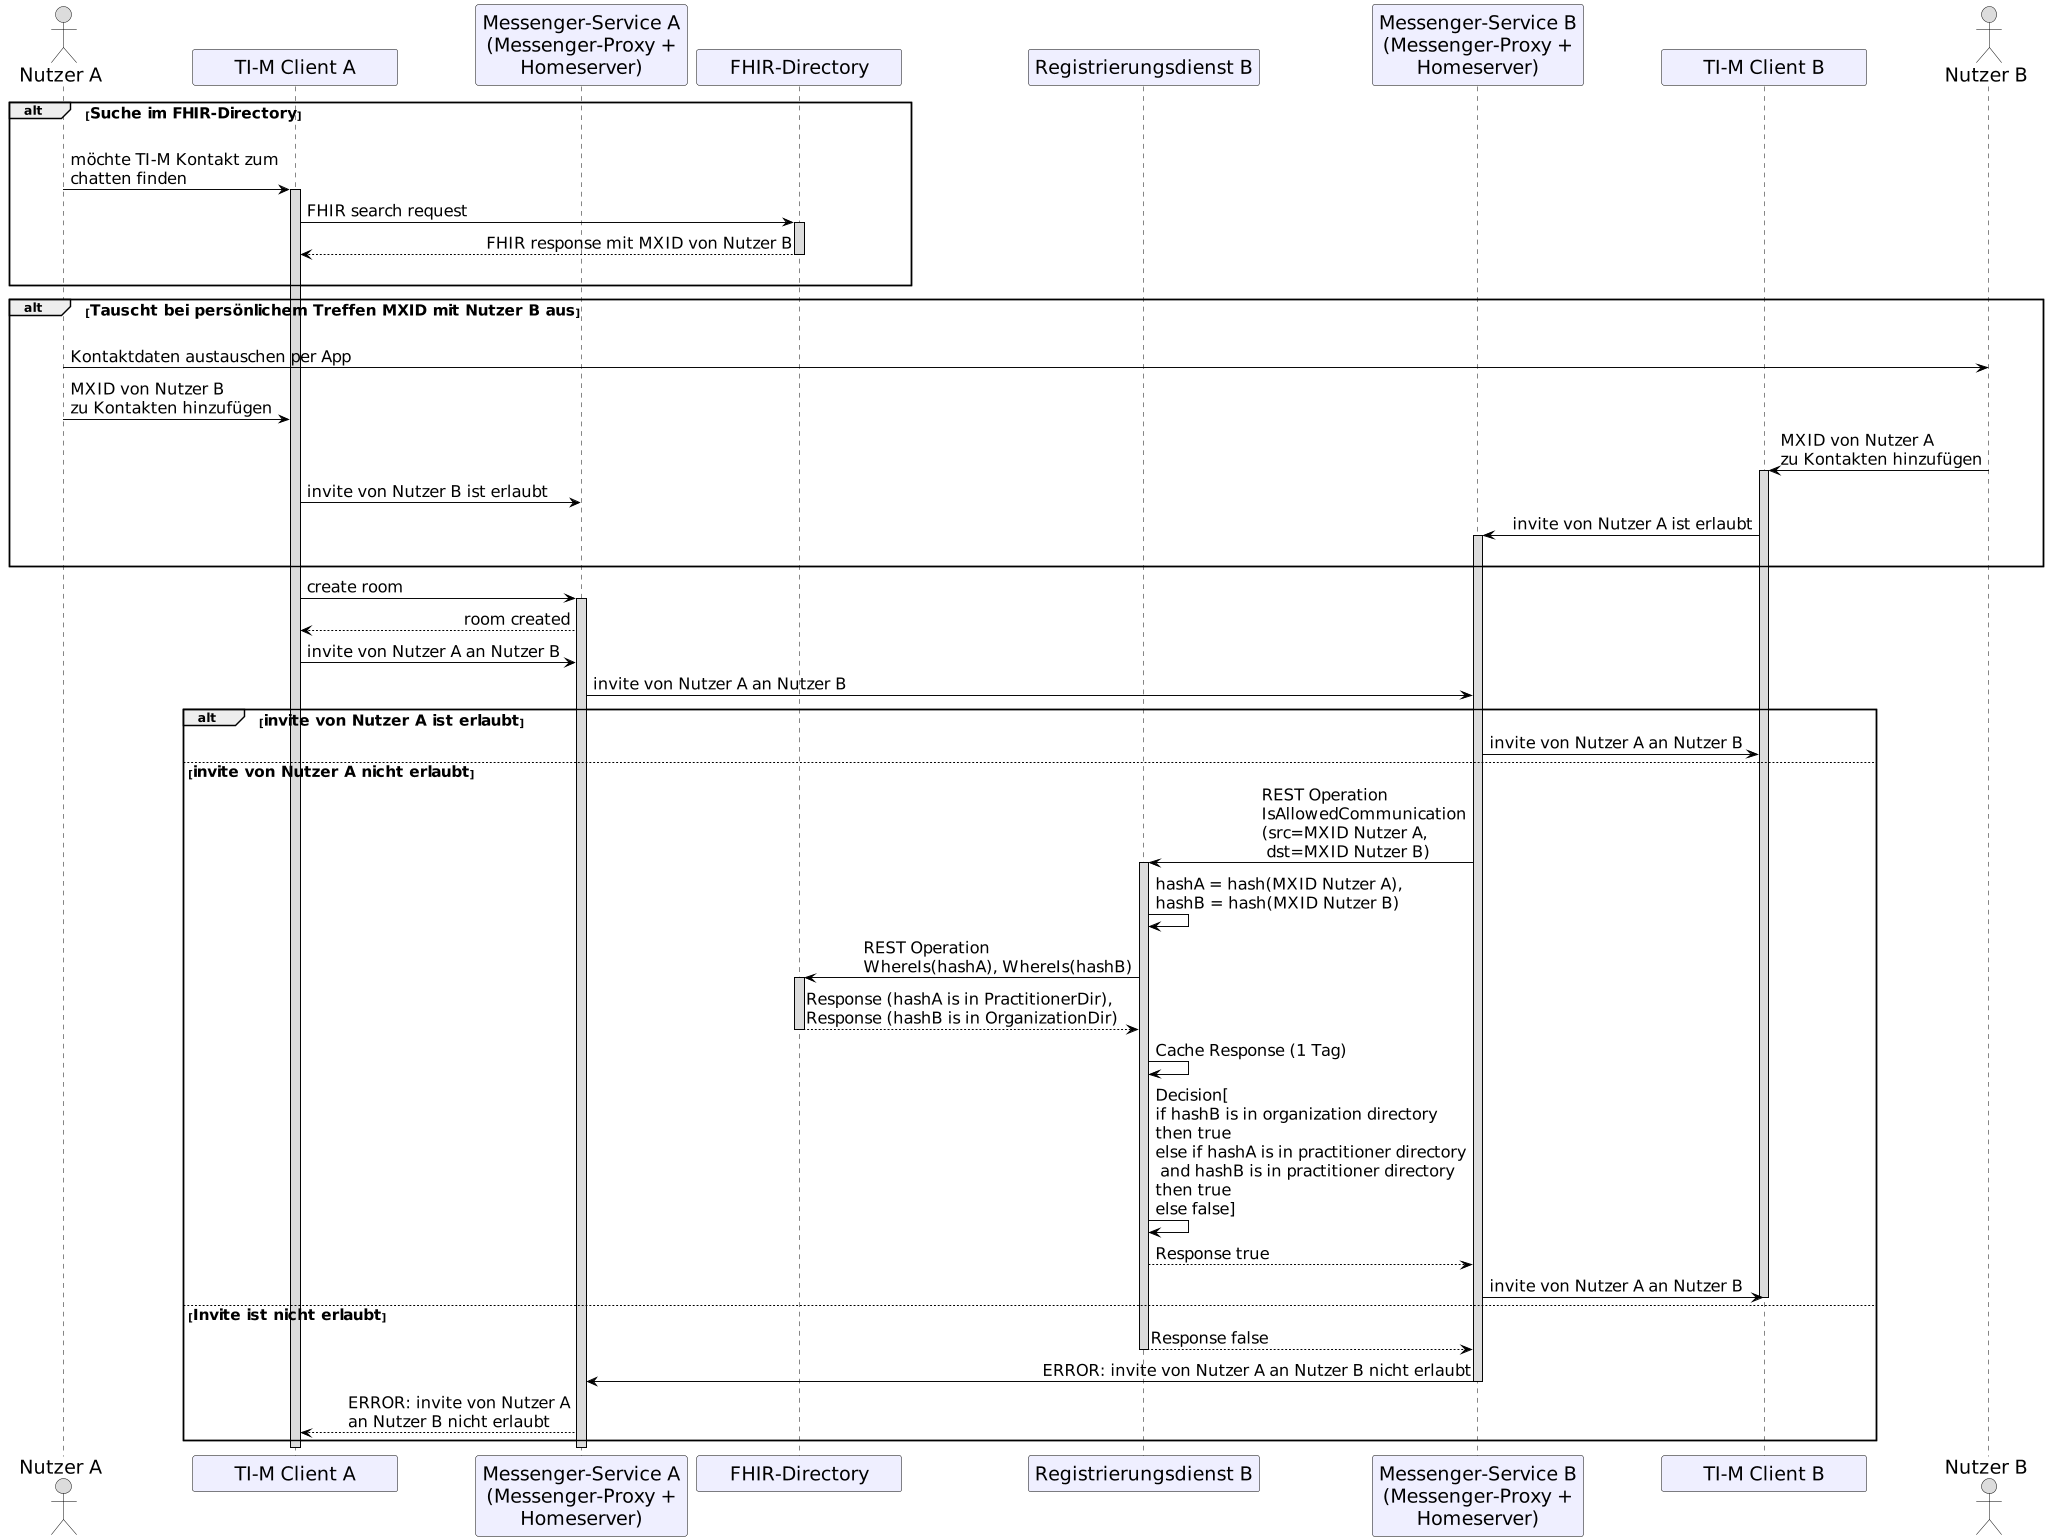 Nutzer A
TI-M Client A
Messenger-Service A
(Messenger-Proxy +
Homeserver)
FHIR-Directory
Registrierungsdienst B
Messenger-Service B
(Messenger-Proxy +
Homeserver)
TI-M Client B
Nutzer B
alt [Suche im FHIR-Directory]
möchte TI-M Kontakt zum
chatten finden
FHIR search request
FHIR response mit MXID von Nutzer B
alt [Tauscht bei persönlichem Treffen MXID mit Nutzer B aus]
Kontaktdaten austauschen per App
MXID von Nutzer B
zu Kontakten hinzufügen
MXID von Nutzer A
zu Kontakten hinzufügen
invite von Nutzer B ist erlaubt
invite von Nutzer A ist erlaubt
create room
room created
invite von Nutzer A an Nutzer B
invite von Nutzer A an Nutzer B
alt [invite von Nutzer A ist erlaubt]
invite von Nutzer A an Nutzer B
[invite von Nutzer A nicht erlaubt]
REST Operation
IsAllowedCommunication
(src=MXID Nutzer A,
dst=MXID Nutzer B)
hashA = hash(MXID Nutzer A),
hashB = hash(MXID Nutzer B)
REST Operation
WhereIs(hashA), WhereIs(hashB)
Response (hashA is in PractitionerDir),
Response (hashB is in OrganizationDir)
Cache Response (1 Tag)
Decision[
if hashB is in organization directory
then true
else if hashA is in practitioner directory
and hashB is in practitioner directory
then true
else false]
Response true
invite von Nutzer A an Nutzer B
[Invite ist nicht erlaubt]
Response false
ERROR: invite von Nutzer A an Nutzer B nicht erlaubt
ERROR: invite von Nutzer A
an Nutzer B nicht erlaubt
Nutzer A
TI-M Client A
Messenger-Service A
(Messenger-Proxy +
Homeserver)
FHIR-Directory
Registrierungsdienst B
Messenger-Service B
(Messenger-Proxy +
Homeserver)
TI-M Client B
Nutzer B